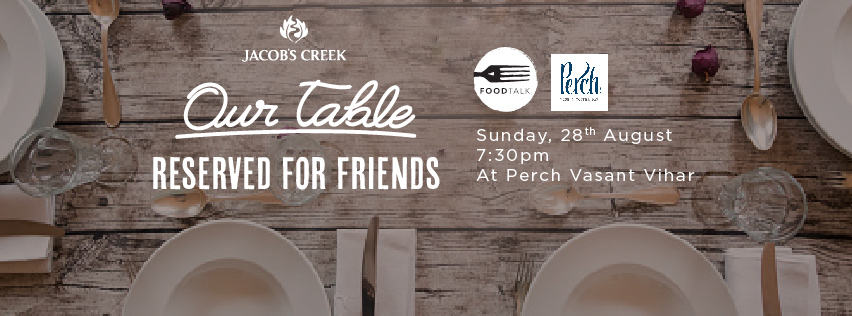 JACOB'S CREEK
Our Table
RESERVED FOR FRIENDS
FOODTALK
Perch
Sunday, 28th August
7:30pm
At Perch Vasant Vihar